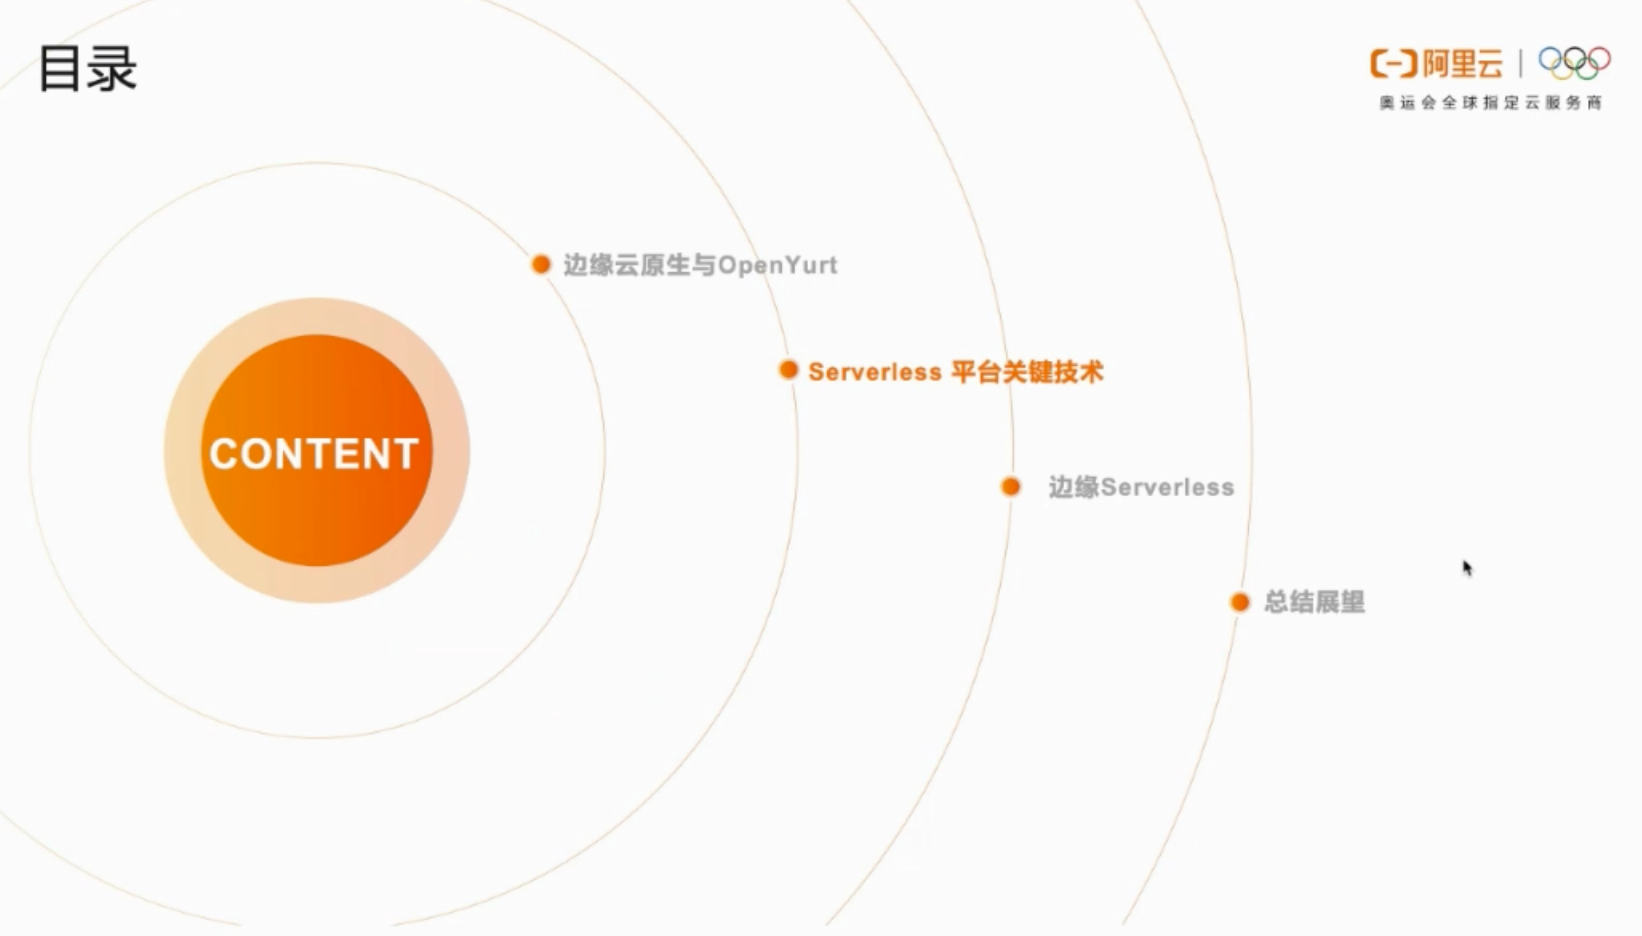 目录
阿里云
奥运会全球指定云服务商
边缘云原生与OpenYurt
Serverless 平台关键技术
CONTENT
边缘Serverless
总结展望